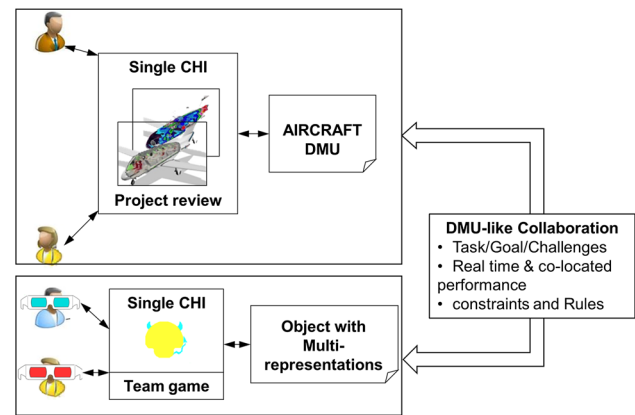 Single CHI
Project review
AIRCRAFT
DMU
DMU-like Collaboration
• Task/Goal/Challenges
• Real time & co-located
performance
• constraints and Rules
Single CHI
Team game
Object with
Multi-
representations